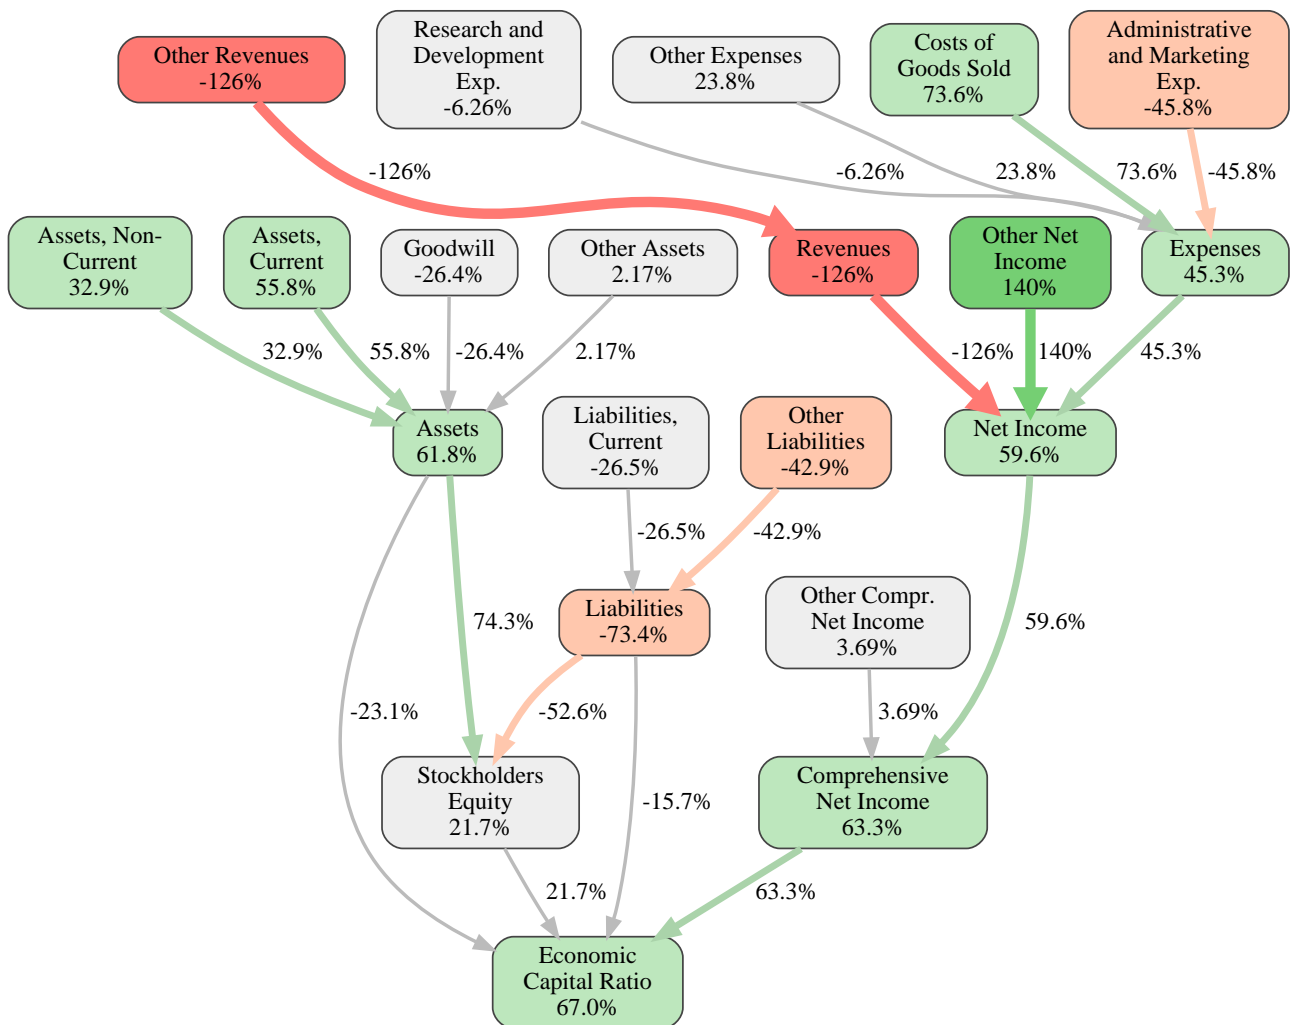 Other Revenues
-126%
Research and
Development
Exp.
-6.26%
Other Expenses
23.8%
Costs of
Goods Sold
73.6%
Administrative
and Marketing
Exp.
-45.8%
-126%
-6.26%
23.8%
73.6%
-45.8%
Assets, Non-
Current
32.9%
Assets,
Current
55.8%
Goodwill
-26.4%
Other Assets
2.17%
Revenues
-126%
Other Net
Income
140%
Expenses
45.3%
32.9%
55.8%
-26.4%
2.17%
-126%
140%
45.3%
Assets
61.8%
Liabilities,
Current
-26.5%
Other
Liabilities
-42.9%
Net Income
59.6%
-26.5%
-42.9%
74.3%
Liabilities
-73.4%
Other Compr.
Net Income
3.69%
59.6%
-23.1%
-52.6%
-15.7%
3.69%
Stockholders
Equity
21.7%
Comprehensive
Net Income
63.3%
21.7%
63.3%
Economic
Capital Ratio
67.0%